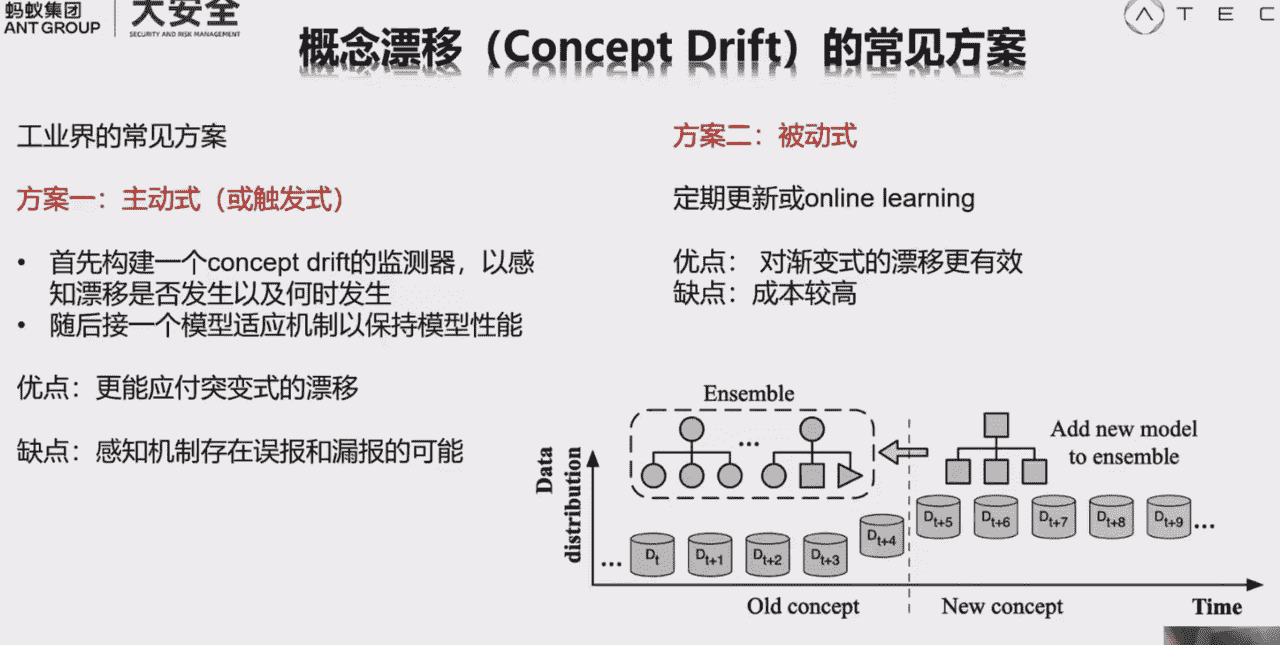 蚂蚁集团
ANT GROUP
大安全
SECURITY AND RISK MANAGEMENT
A T E C
概念漂移（Concept Drift）的常见方案
工业界的常见方案
方案一：主动式（或触发式）
• 首先构建一个concept drift的监测器，以感
知漂移是否发生以及何时发生
• 随后接一个模型适应机制以保持模型性能
优点：更能应付突变式的漂移
缺点：感知机制存在误报和漏报的可能
方案二：被动式
定期更新或online learning
优点： 对渐变式的漂移更有效
缺点：成本较高
Ensemble
...
Add new model
to ensemble
Data
distribution
... Dt Dt+1 Dt+2 Dt+3 Dt+4 Dt+5 Dt+6 Dt+7 Dt+8 Dt+9 ...
Old concept
New concept
Time